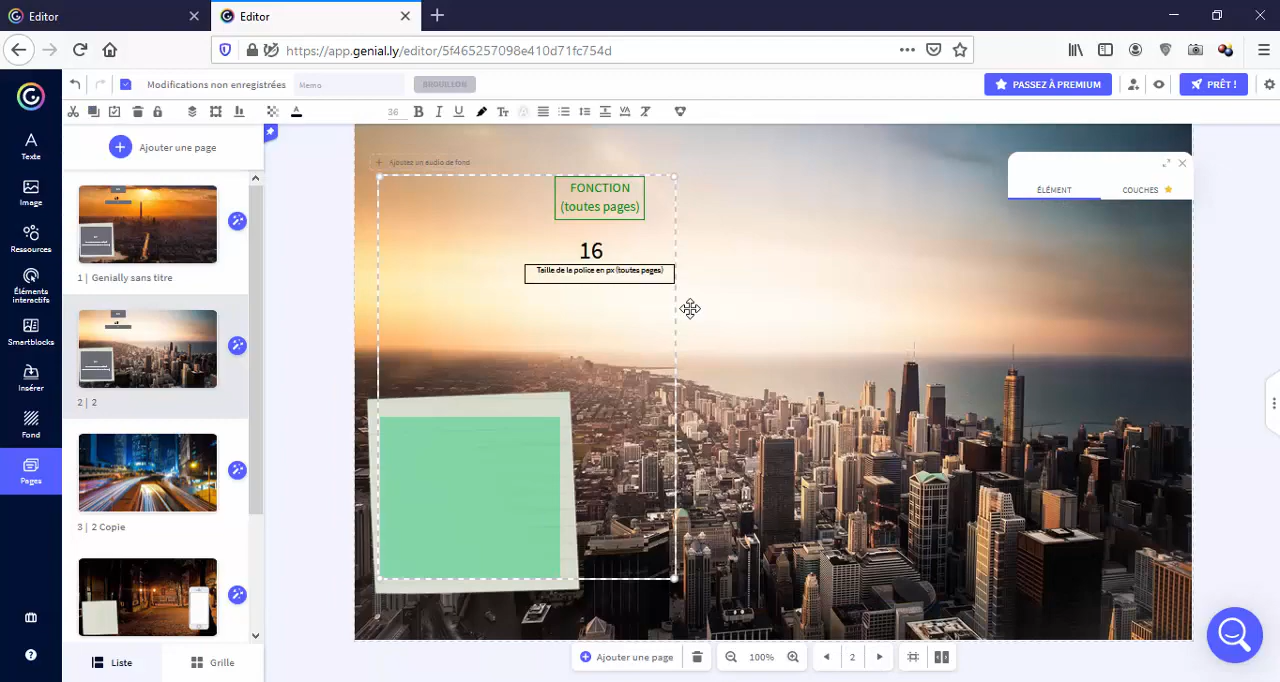 Editor
Editor
https://app.genial.ly/editor/5f465257098e410d71fc754d
Modifications non enregistrées
Memo
BROUILLON
PASSEZ À PREMIUM
PRÊT !
36
B
I
U
Texte
Image
Ressources
Éléments
interactifs
Smartblocks
Insérer
Fond
Pages
Ajouter une page
1 | Genially sans titre
2 | 2
3 | 2 Copie
Liste
Grille
Ajoutez un audio de fond
FONCTION
(toutes pages)
16
Taille de la police en px (toutes pages)
ÉLÉMENT
COUCHES
Ajouter une page
100%
2